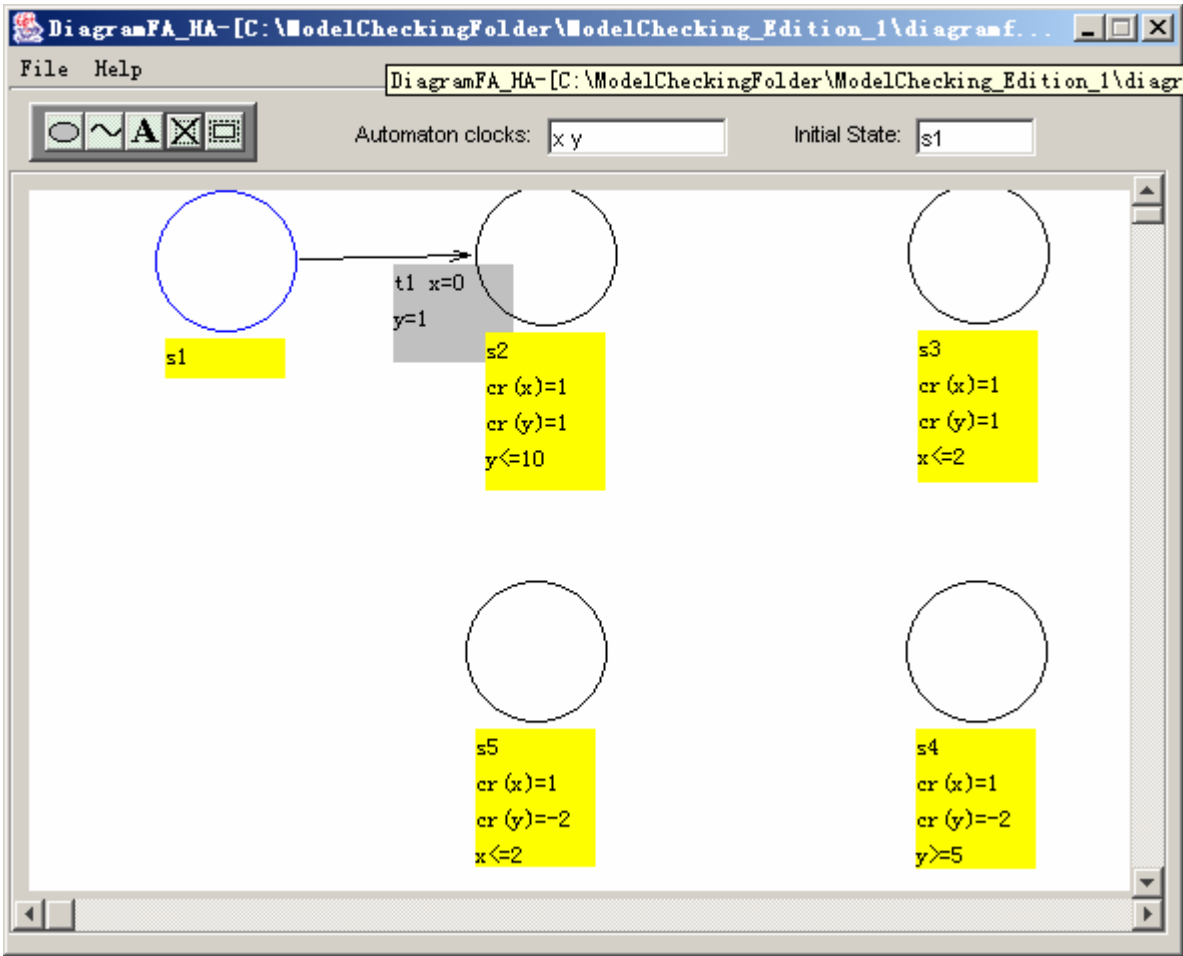 DiagramFA_HA-[C:\ModelCheckingFolder\ModelChecking_Edition_1\diagramf...
File Help
DiagramFA_HA-[C:\ModelCheckingFolder\ModelChecking_Edition_1\diagr
A
Automaton clocks: x y
Initial State: s1
t1 x=0
y=1
s1
s2
cr(x)=1
cr(y)=1
y<=10
s3
cr(x)=1
cr(y)=1
x<=2
s5
cr(x)=1
cr(y)=-2
x<=2
s4
cr(x)=1
cr(y)=-2
y>=5